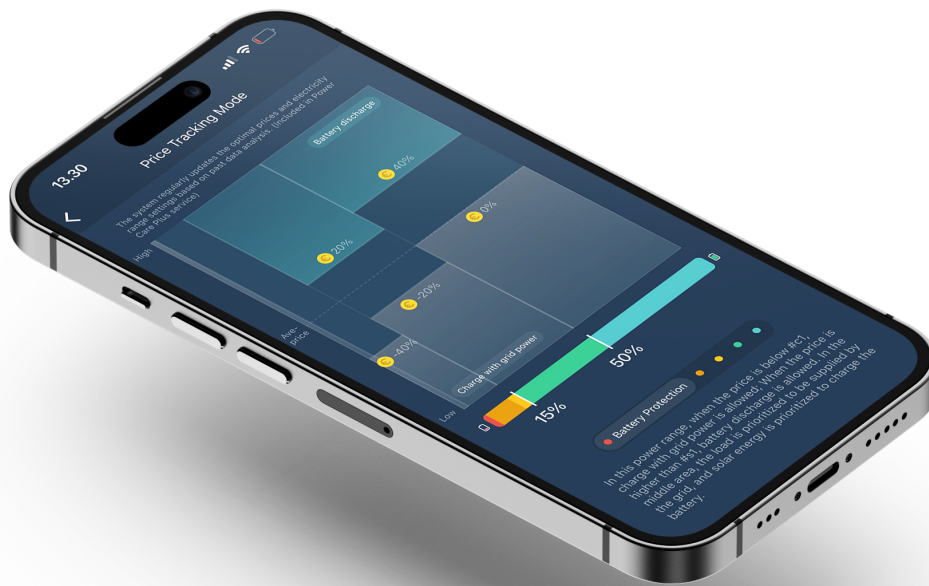 13.30
Price Tracking Mode
The system regularly updates the optimal prices and electricity
range settings based on past data analysis. (Included in Power
Care Plus service)
High
Battery discharge
€ 40%
€ 20%
€ 0%
Ave-
price
€ -20%
€ -40%
Charge with grid power
Low
15%
50%
Battery Protection
In this power range, when the price is below #c1,
charge with grid power is allowed; When the price is
higher than #s1, battery discharge is allowed. In the
middle area, the load is prioritized to be supplied by
the grid, and solar energy is prioritized to charge the
battery.